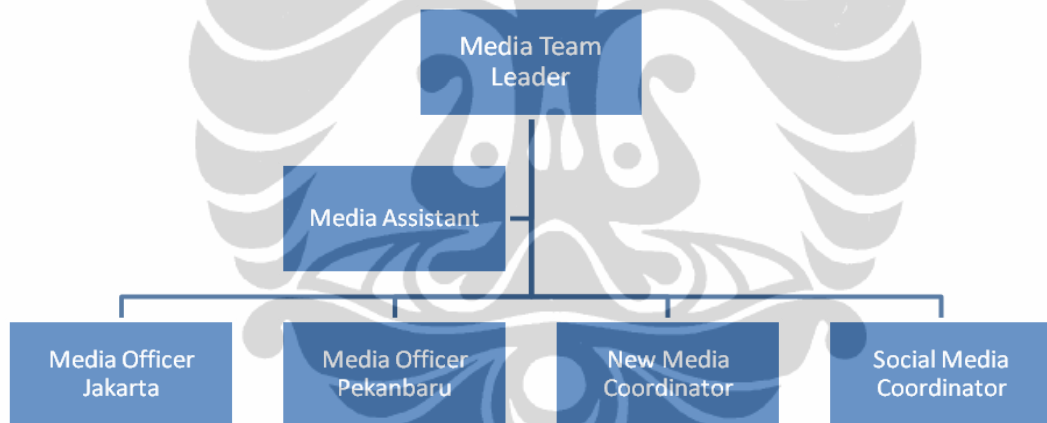 Media Team
Leader
Media Assistant
Media Officer
Jakarta
Media Officer
Pekanbaru
New Media
Coordinator
Social Media
Coordinator